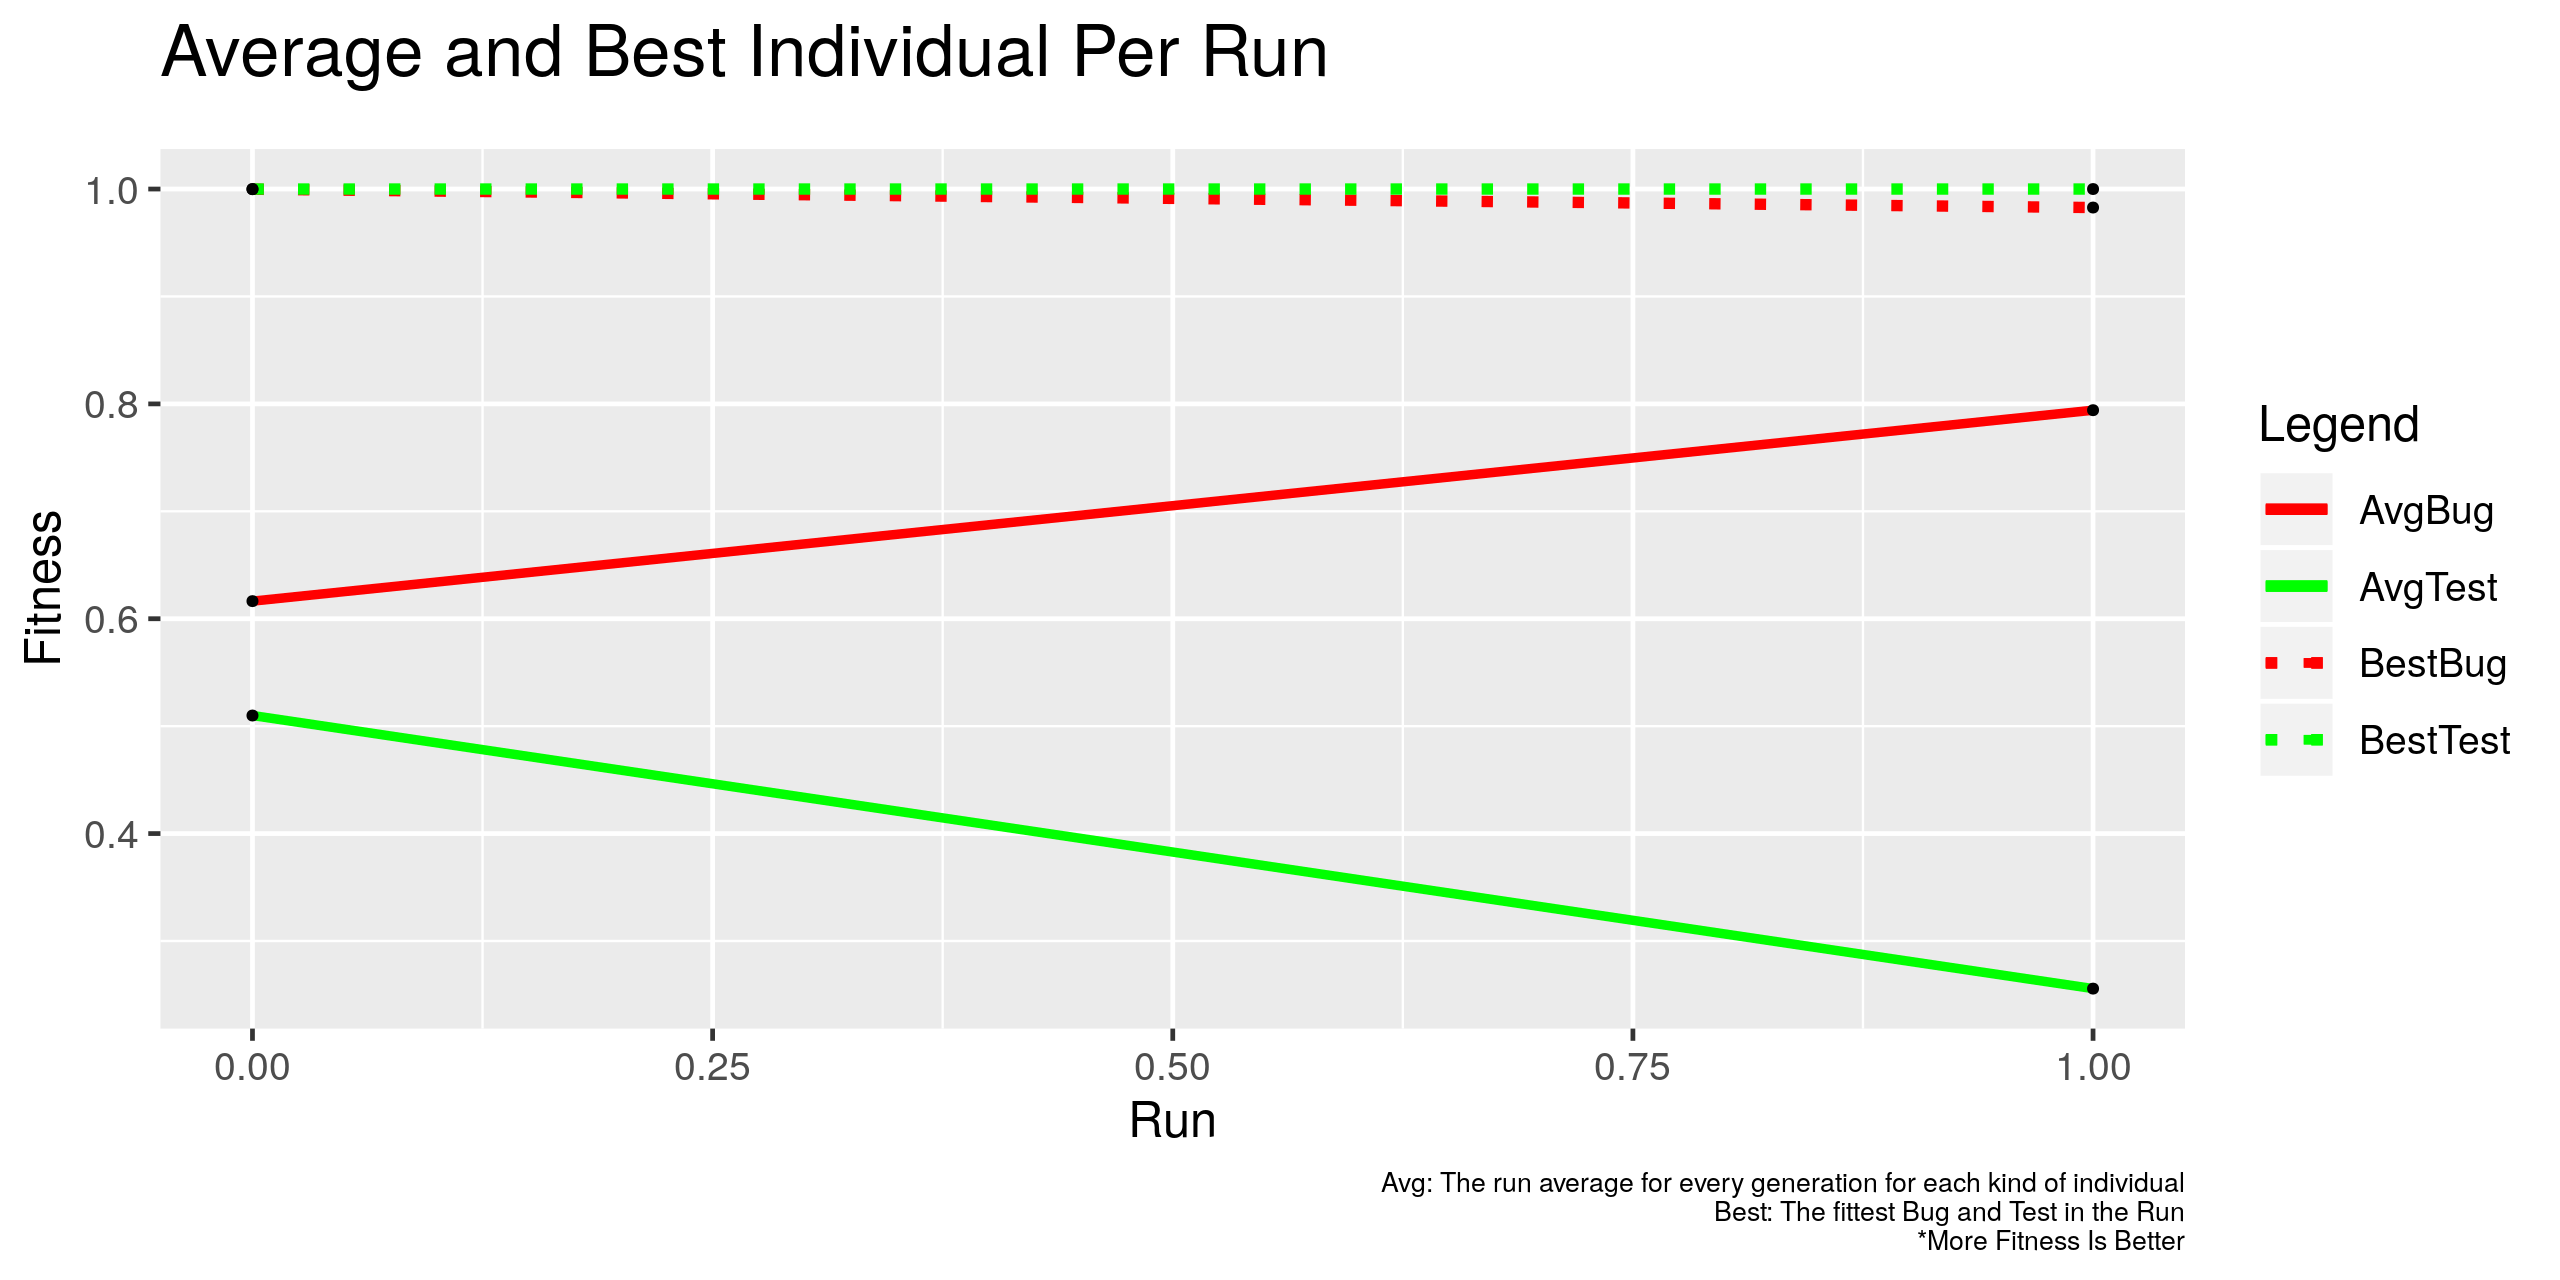 Average and Best Individual Per Run
1.0
0.8
0.6
0.4
Fitness
0.00
0.25
0.50
0.75
1.00
Run
Legend
AvgBug
AvgTest
BestBug
BestTest
Avg: The run average for every generation for each kind of individual
Best: The fittest Bug and Test in the Run
*More Fitness Is Better